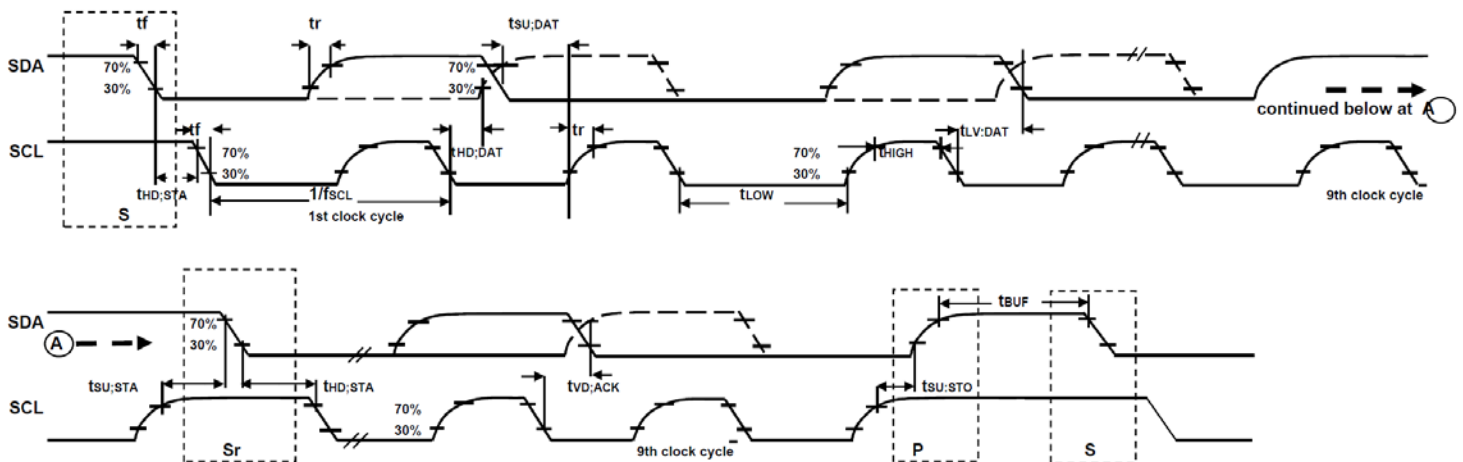 tf tr tSU;DAT
SDA 70% 70%
30% 30%
continued below at A
tf tHD;DAT tr tLV:DAT
SCL 70% 70% tHIGH
30% 30%
tHD;STA 1/fSCL tLOW
S 1st clock cycle 9th clock cycle
tBUF
SDA 70%
A 30%
tSU;STA tHD;STA tVD;ACK tSU:STO
SCL 70%
30%
Sr 9th clock cycle P S